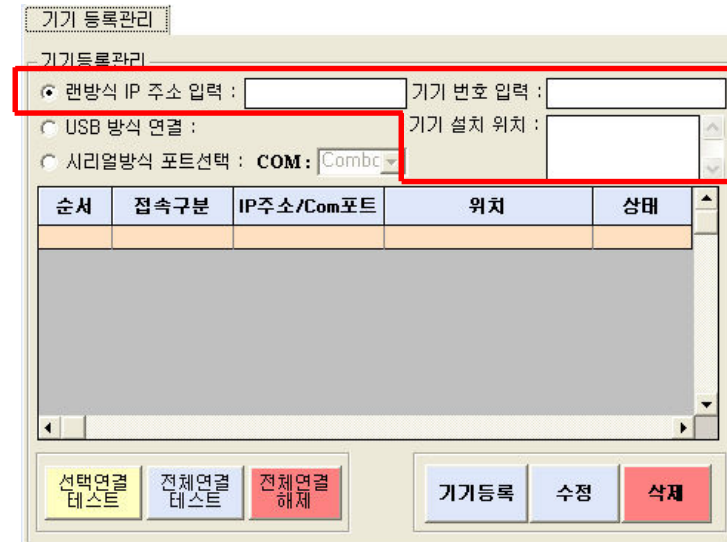 기기 등록관리
기기등록관리
랜방식 IP 주소 입력 : 기기 번호 입력 :
USB 방식 연결 : 기기 설치 위치 :
시리얼방식 포트선택 : COM : Combo
순서 접속구분 IP주소/Com포트 위치 상태
선택연결 전체연결 전체연결
테스트 테스트 해제
기기등록 수정 삭제